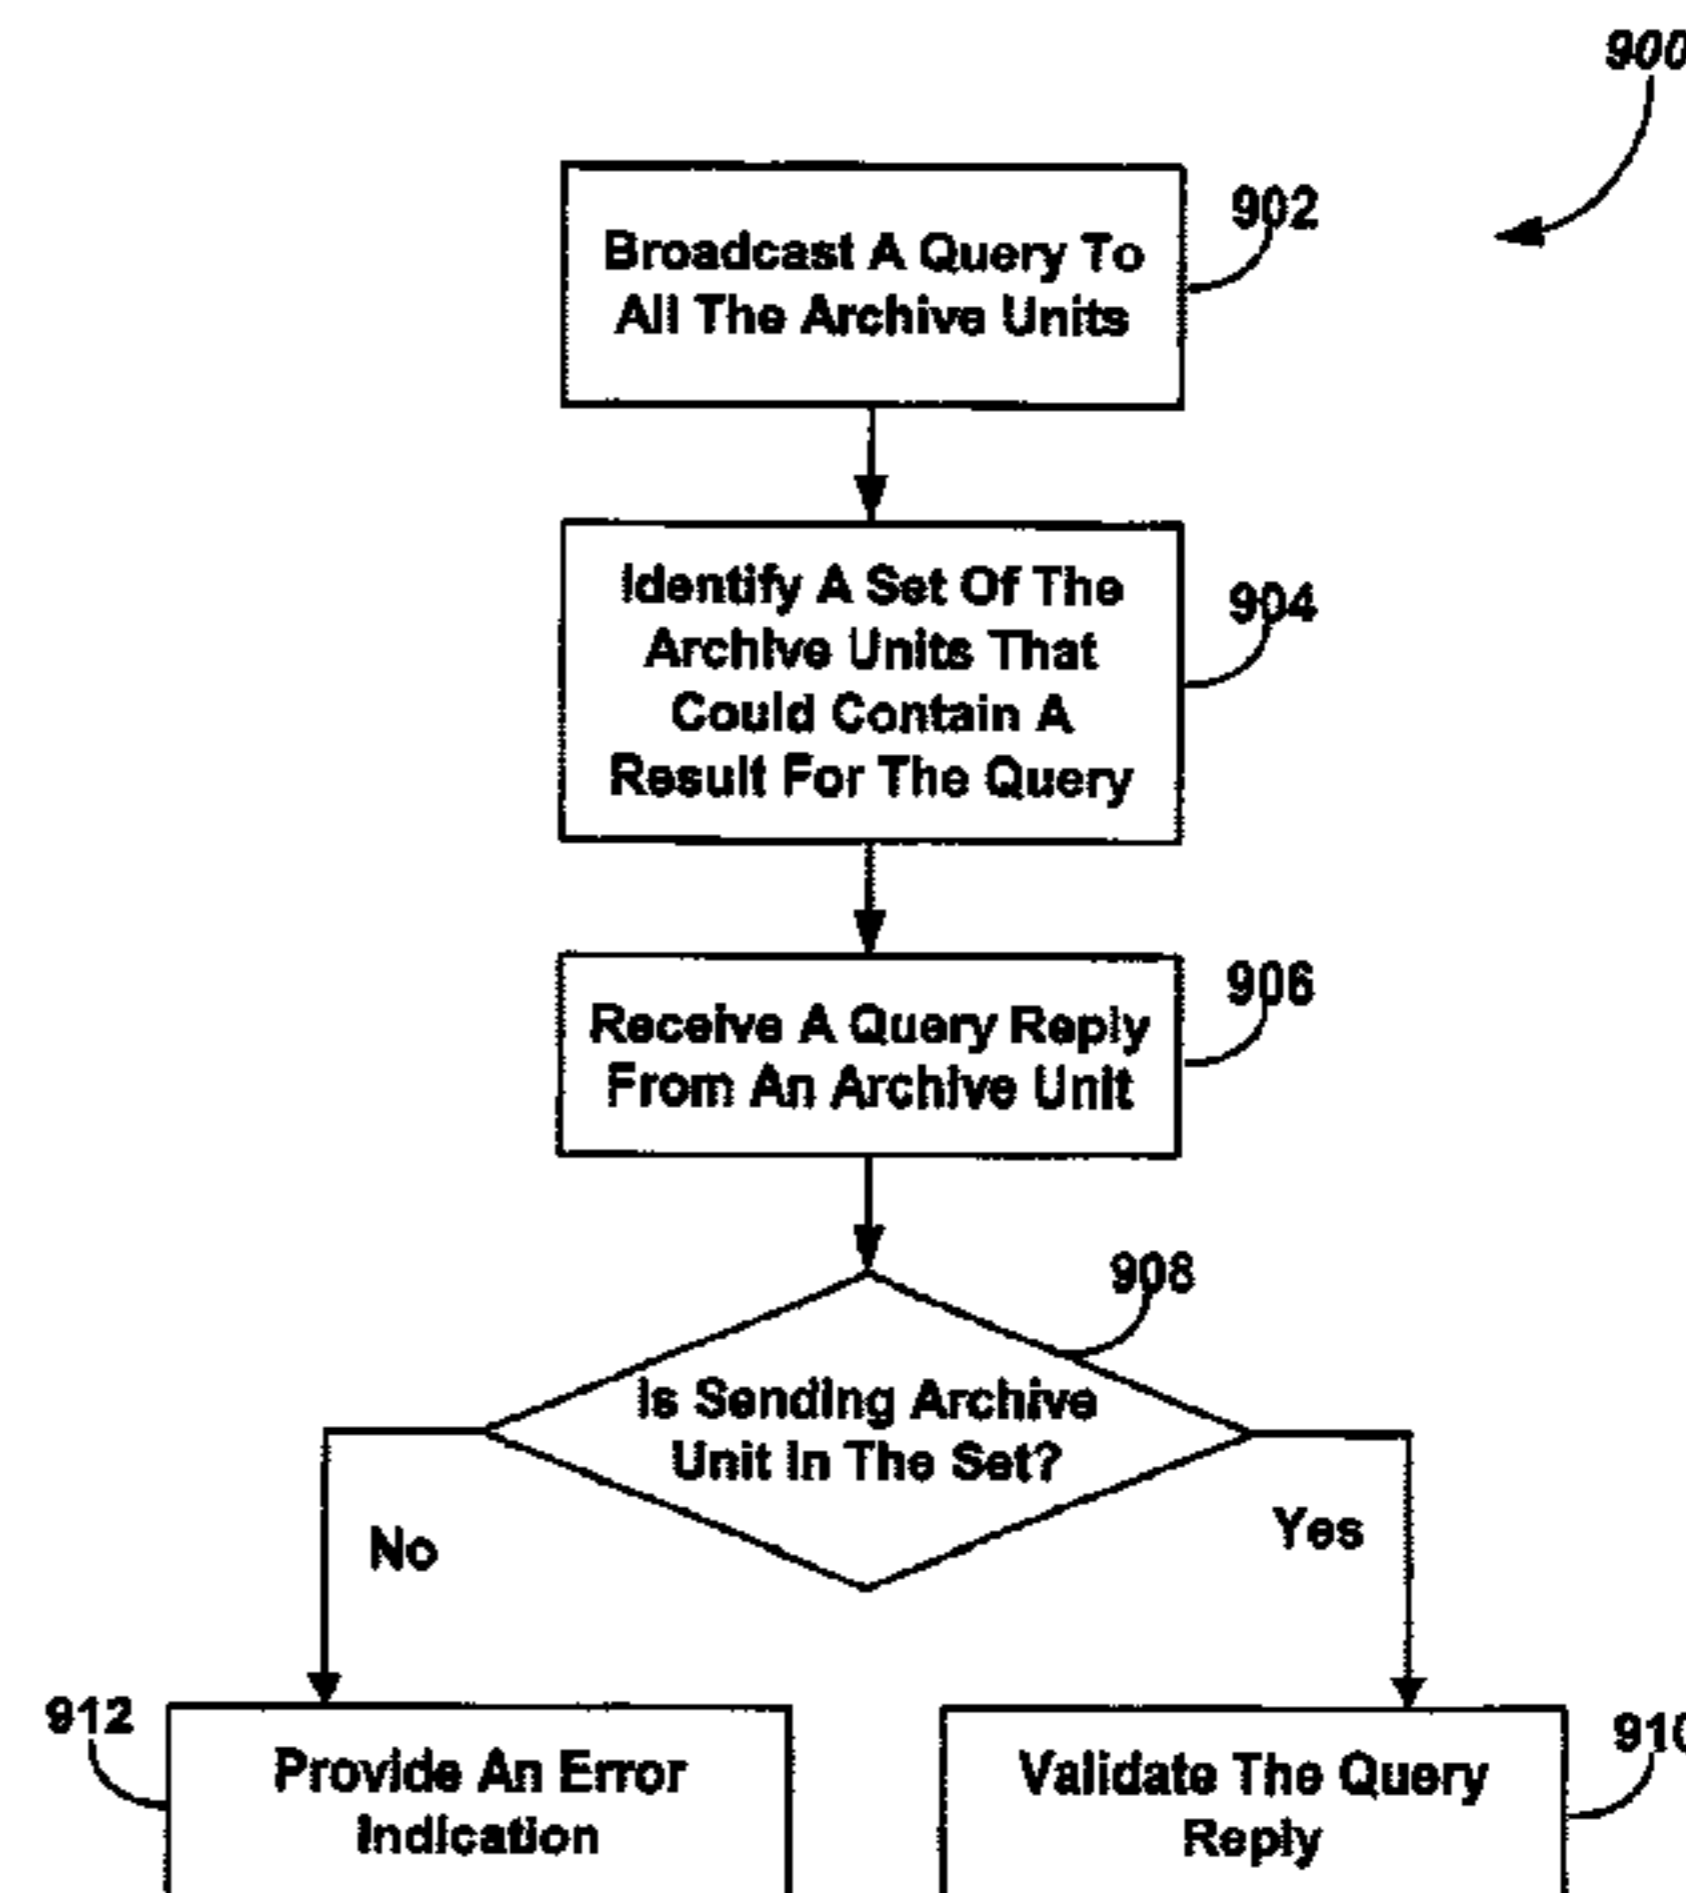 900
902
Broadcast A Query To
All The Archive Units
904
Identify A Set Of The
Archive Units That
Could Contain A
Result For The Query
906
Receive A Query Reply
From An Archive Unit
908
Is Sending Archive
Unit In The Set?
No
Yes
912
Provide An Error
Indication
910
Validate The Query
Reply